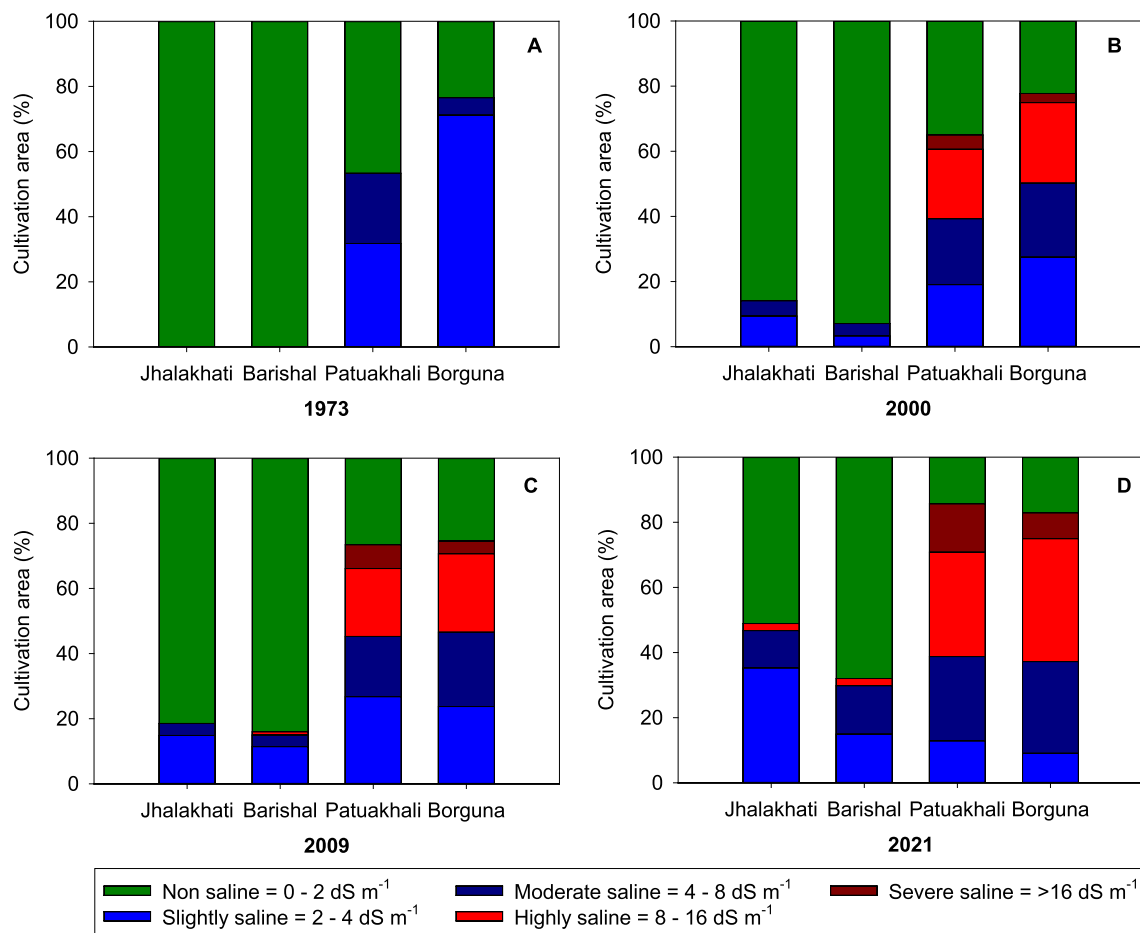 A
Cultivation area (%)
100
80
60
40
20
0
Jhalakhati Barishal Patuakhali Borguna
1973
B
Cultivation area (%)
100
80
60
40
20
0
Jhalakhati Barishal Patuakhali Borguna
2000
C
Cultivation area (%)
100
80
60
40
20
0
Jhalakhati Barishal Patuakhali Borguna
2009
D
Cultivation area (%)
100
80
60
40
20
0
Jhalakhati Barishal Patuakhali Borguna
2021
Non saline = 0 - 2 dS m⁻¹ Moderate saline = 4 - 8 dS m⁻¹ Severe saline = >16 dS m⁻¹
Slightly saline = 2 - 4 dS m⁻¹ Highly saline = 8 - 16 dS m⁻¹